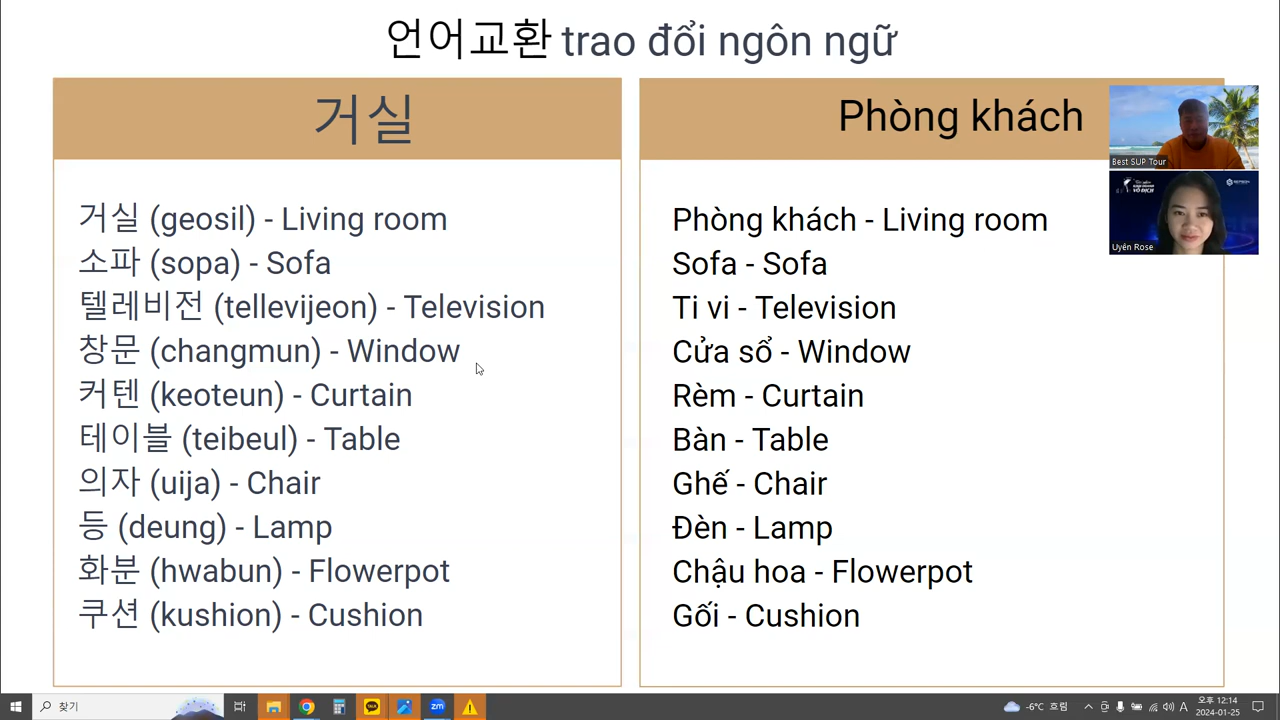 언어교환 trao đổi ngôn ngữ
거실
거실 (geosil) - Living room
소파 (sopa) - Sofa
텔레비전 (tellevijeon) - Television
창문 (changmun) - Window
커텐 (keoteun) - Curtain
테이블 (teibeul) - Table
의자 (uija) - Chair
등 (deung) - Lamp
화분 (hwabun) - Flowerpot
쿠션 (kushion) - Cushion
Phòng khách
Phòng khách - Living room
Sofa - Sofa
Ti vi - Television
Cửa sổ - Window
Rèm - Curtain
Bàn - Table
Ghế - Chair
Đèn - Lamp
Chậu hoa - Flowerpot
Gối - Cushion
Best SUP Tour
VÔ ĐỊCH
Uyển Rose
찾기
TALK
zm
-6°C 흐림
A
오후 12:14
2024-01-25